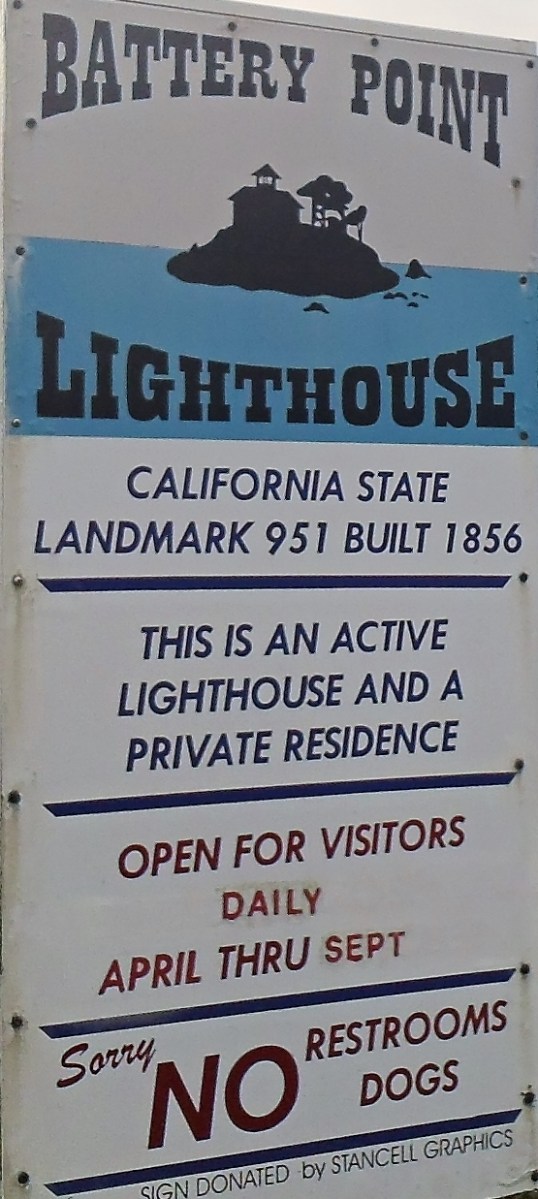 BATTERY POINT
LIGHTHOUSE
CALIFORNIA STATE
LANDMARK 951 BUILT 1856
THIS IS AN ACTIVE
LIGHTHOUSE AND A
PRIVATE RESIDENCE
OPEN FOR VISITORS
DAILY
APRIL THRU SEPT
Sorry NO RESTROOMS
DOGS
SIGN DONATED by STANCELL GRAPHICS